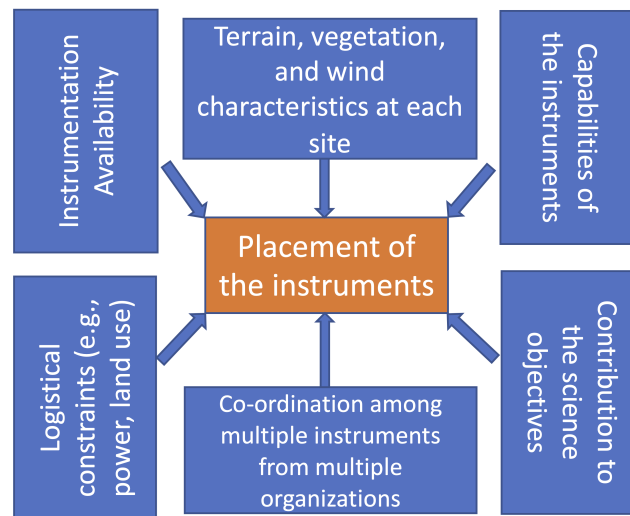 Instrumentation
Availability
Terrain, vegetation,
and wind
characteristics at each
site
Capabilities of
the instruments
Placement of
the instruments
Logistical
constraints (e.g.,
power, land use)
Co-ordination among
multiple instruments
from multiple
organizations
Contribution to
the science
objectives